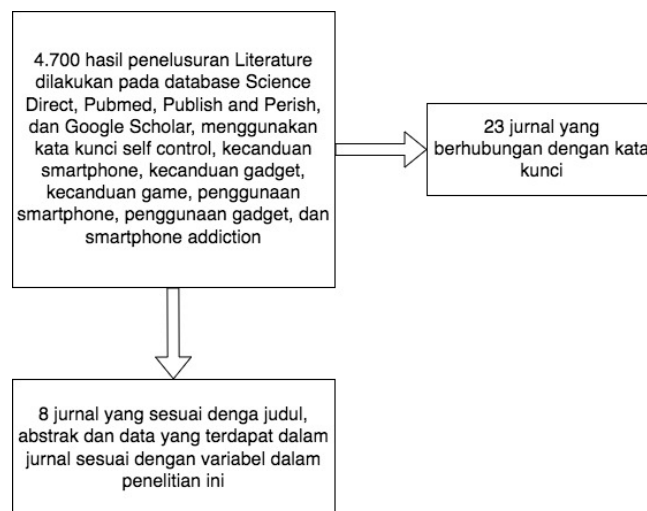 4.700 hasil penelusuran Literature
dilakukan pada database Science
Direct, Pubmed, Publish and Perish,
dan Google Scholar, menggunakan
kata kunci self control, kecanduan
smartphone, kecanduan gadget,
kecanduan game, penggunaan
smartphone, penggunaan gadget, dan
smartphone addiction
23 jurnal yang
berhubungan dengan kata
kunci
8 jurnal yang sesuai denga judul,
abstrak dan data yang terdapat dalam
jurnal sesuai dengan variabel dalam
penelitian ini